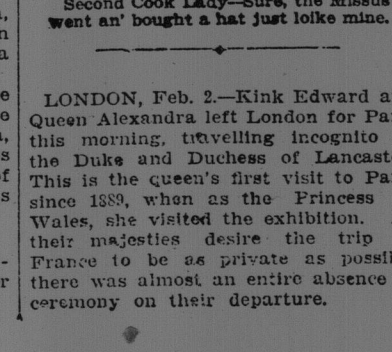 Second Cook Lady—Sure, the Missus
went an' bought a hat just loike mine.
LONDON, Feb. 2.—Kink Edward a
Queen Alexandra left London for Pa
this morning, travelling incognito
the Duke and Duchess of Lancast
This is the queen's first visit to Pa
since 1889, when as the Princess
Wales, she visited the exhibition.
their majesties desire the trip
France to be as private as possi
there was almost an entire absence
ceremony on their departure.